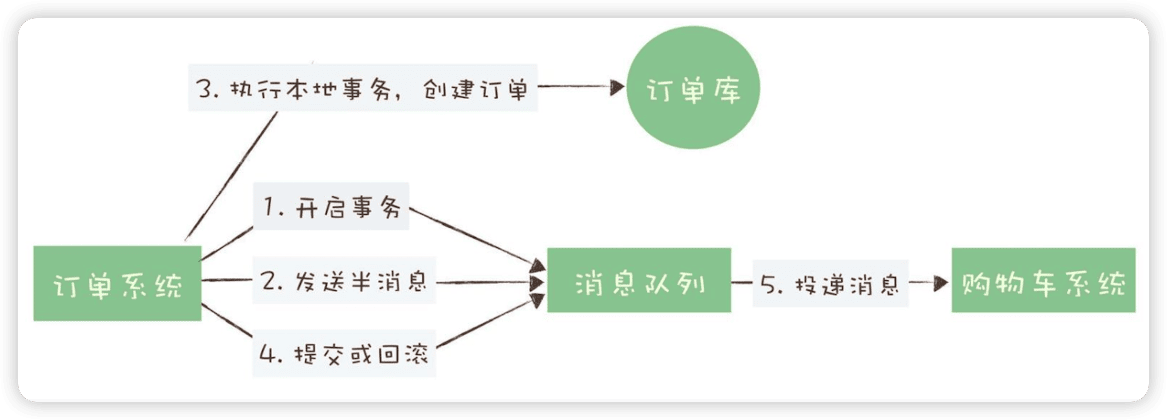 3. 执行本地事务，创建订单
订单库
1. 开启事务
订单系统
2. 发送半消息
消息队列
5. 投递消息
购物车系统
4. 提交或回滚